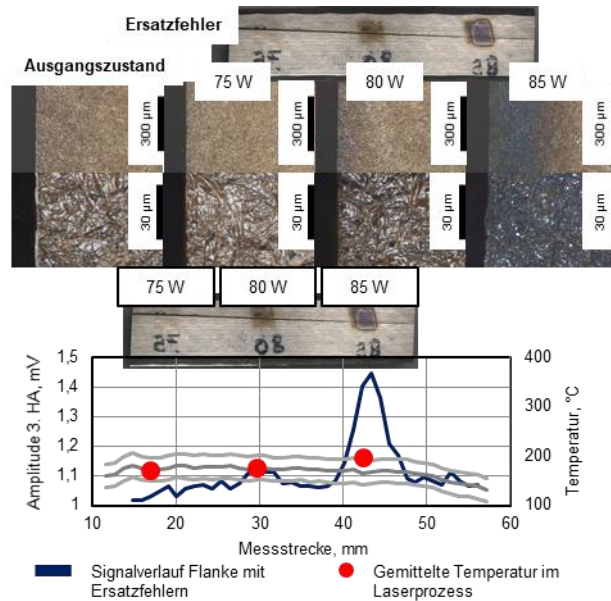 Ersatzfehler
Ausgangszustand
75 W
80 W
85 W
300 µm
300 µm
300 µm
300 µm
30 µm
30 µm
30 µm
30 µm
75 W
80 W
85 W
Amplitude 3. HA, mV
1,5
1,4
1,3
1,2
1,1
1
400
300
200
100
Temperatur, °C
10
20
30
40
50
60
Messstrecke, mm
Signalverlauf Flanke mit
Ersatzfehlern
Gemittelte Temperatur im
Laserprozess